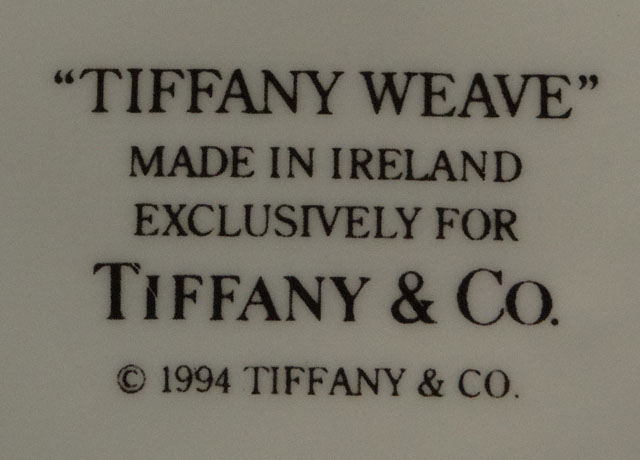 “TIFFANY WEAVE”
MADE IN IRELAND
EXCLUSIVELY FOR
TIFFANY & CO.
© 1994 TIFFANY & CO.